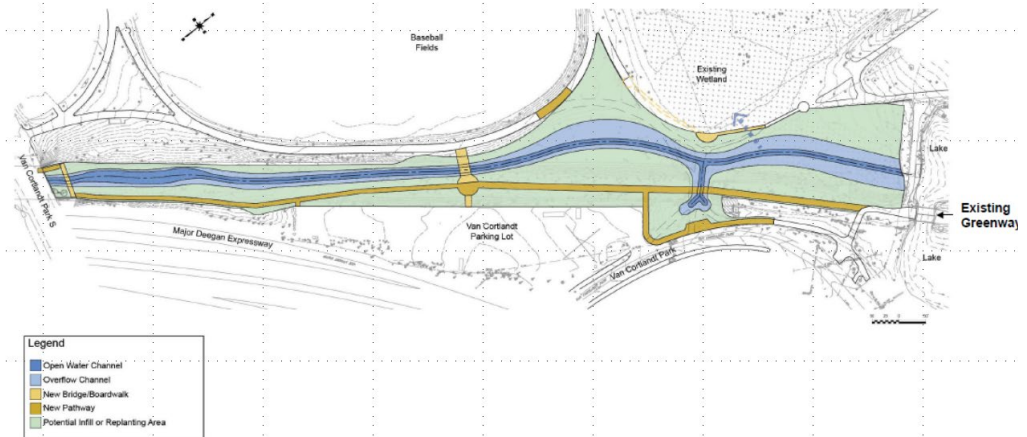 Baseball
Fields
Existing
Wetland
Lake
Van Cortlandt Park S
Existing
Greenway
Major Deegan Expressway
Van Cortlandt
Parking Lot
Van Cortlandt Park
Lake
Legend
Open Water Channel
Overflow Channel
New Bridge/Boardwalk
New Pathway
Potential Infill or Replanting Area